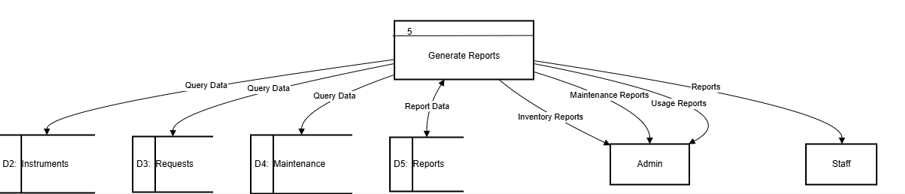 5
Generate Reports
Query Data
Query Data
Query Data
Report Data
Inventory Reports
Maintenance Reports
Usage Reports
Reports
D2: Instruments
D3: Requests
D4: Maintenance
D5: Reports
Admin
Staff